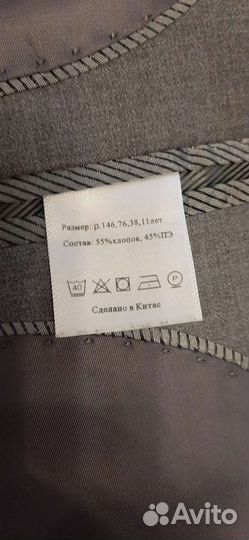 Размер: р.146,76,38,11лет
Состав: 55%хлопок, 45%ПЭ
40 P
Сделано в Китае
Avito